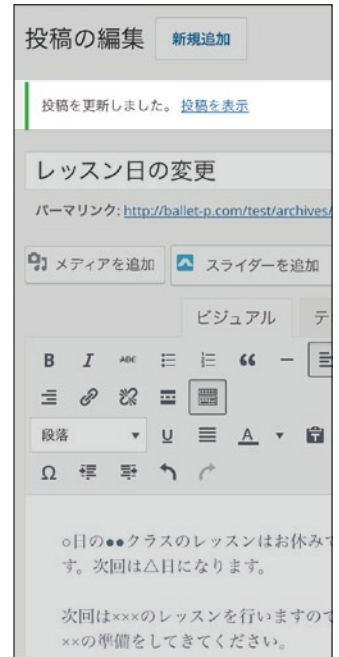 投稿の編集 新規追加
投稿を更新しました。 投稿を表示
レッスン日の変更
パーマリンク: http://ballet-p.com/test/archives/
メディアを追加 スライダーを追加
ビジュアル テ
B I ABC
段落 U A
Ω
○日の●●クラスのレッスンはお休みで
す。次回は△日になります。
次回は×××のレッスンを行いますので
××の準備をしてきてください。